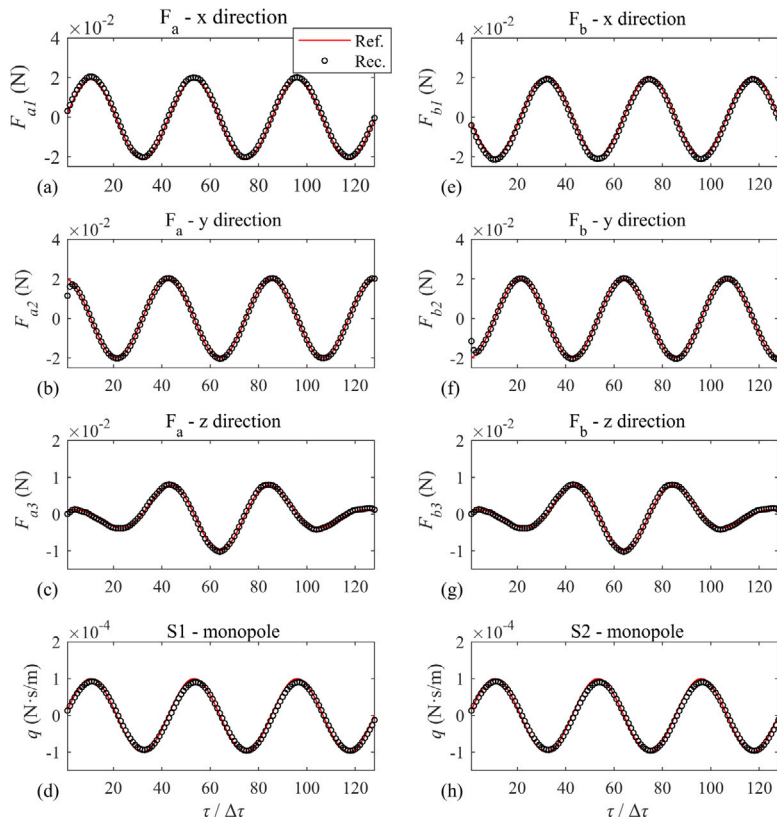 F_a - x direction
×10^-2
Ref.
Rec.
4
2
0
-2
F_a1 (N)
20 40 60 80 100 120
(a)
F_b - x direction
×10^-2
4
2
0
-2
F_b1 (N)
20 40 60 80 100 120
(e)
F_a - y direction
×10^-2
4
2
0
-2
F_a2 (N)
20 40 60 80 100 120
(b)
F_b - y direction
×10^-2
4
2
0
-2
F_b2 (N)
20 40 60 80 100 120
(f)
F_a - z direction
×10^-2
2
1
0
-1
F_a3 (N)
20 40 60 80 100 120
(c)
F_b - z direction
×10^-2
2
1
0
-1
F_b3 (N)
20 40 60 80 100 120
(g)
S1 - monopole
×10^-4
2
1
0
-1
q (N·s/m)
20 40 60 80 100 120
(d)
τ / Δτ
S2 - monopole
×10^-4
2
1
0
-1
q (N·s/m)
20 40 60 80 100 120
(h)
τ / Δτ